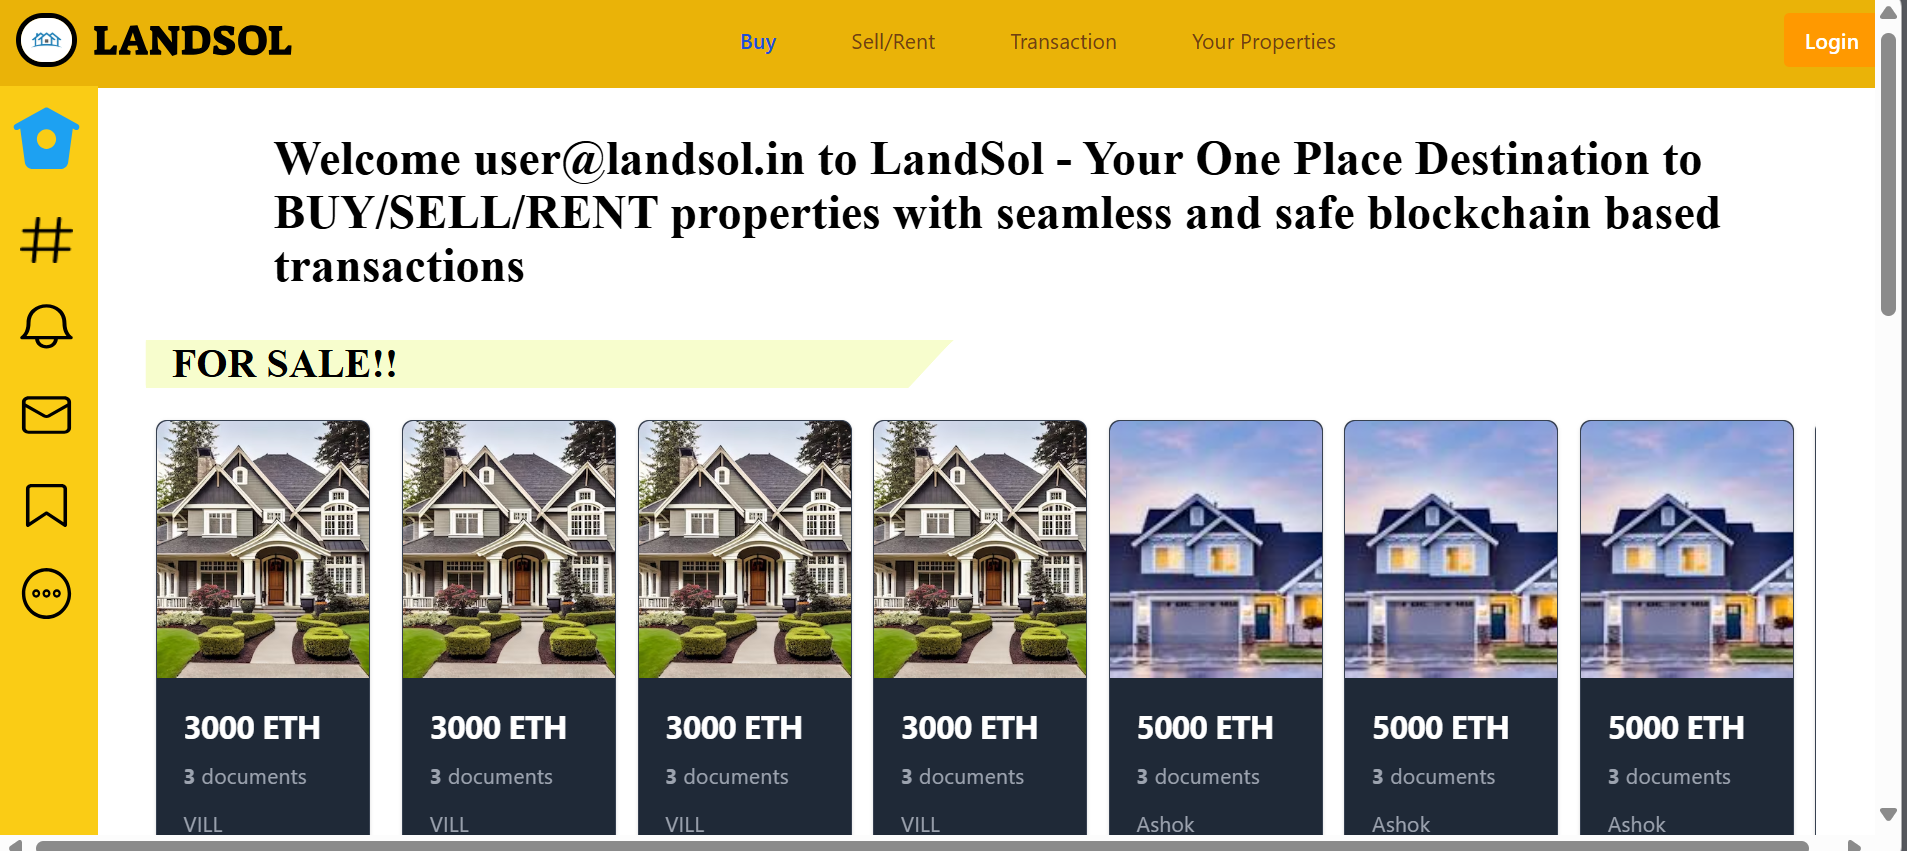 LANDSOL
Buy Sell/Rent Transaction Your Properties
Login
Welcome user@landsol.in to LandSol - Your One Place Destination to
BUY/SELL/RENT properties with seamless and safe blockchain based
transactions
FOR SALE!!
3000 ETH 3000 ETH 3000 ETH 3000 ETH 5000 ETH 5000 ETH 5000 ETH
3 documents 3 documents 3 documents 3 documents 3 documents 3 documents 3 documents
VILL VILL VILL VILL Ashok Ashok Ashok